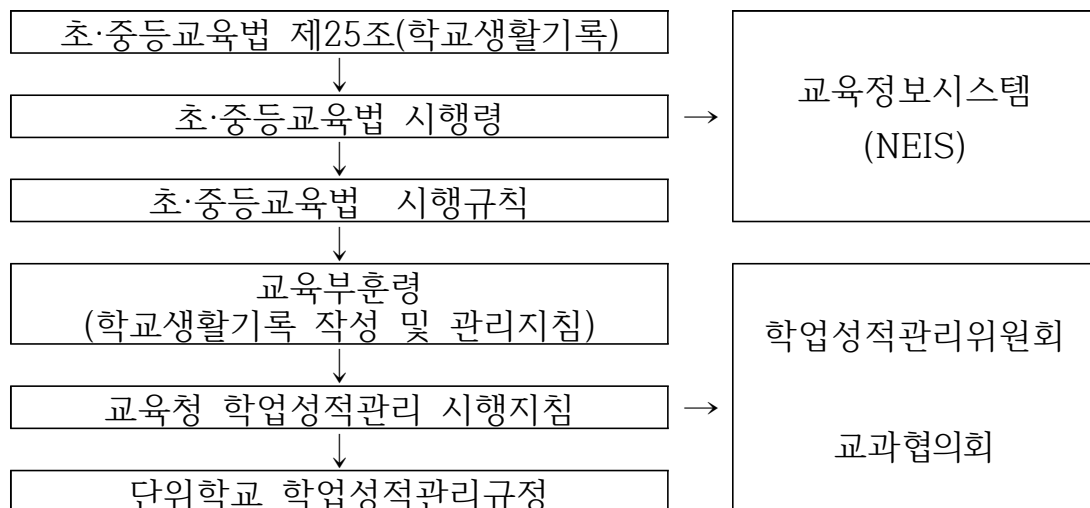 초·중등교육법 제25조(학교생활기록)
↓
초·중등교육법 시행령
→
교육정보시스템
(NEIS)
↓
초·중등교육법 시행규칙
↓
교육부훈령
(학교생활기록 작성 및 관리지침)
↓
교육청 학업성적관리 시행지침
→
학업성적관리위원회
교과협의회
↓
단위학교 학업성적관리규정